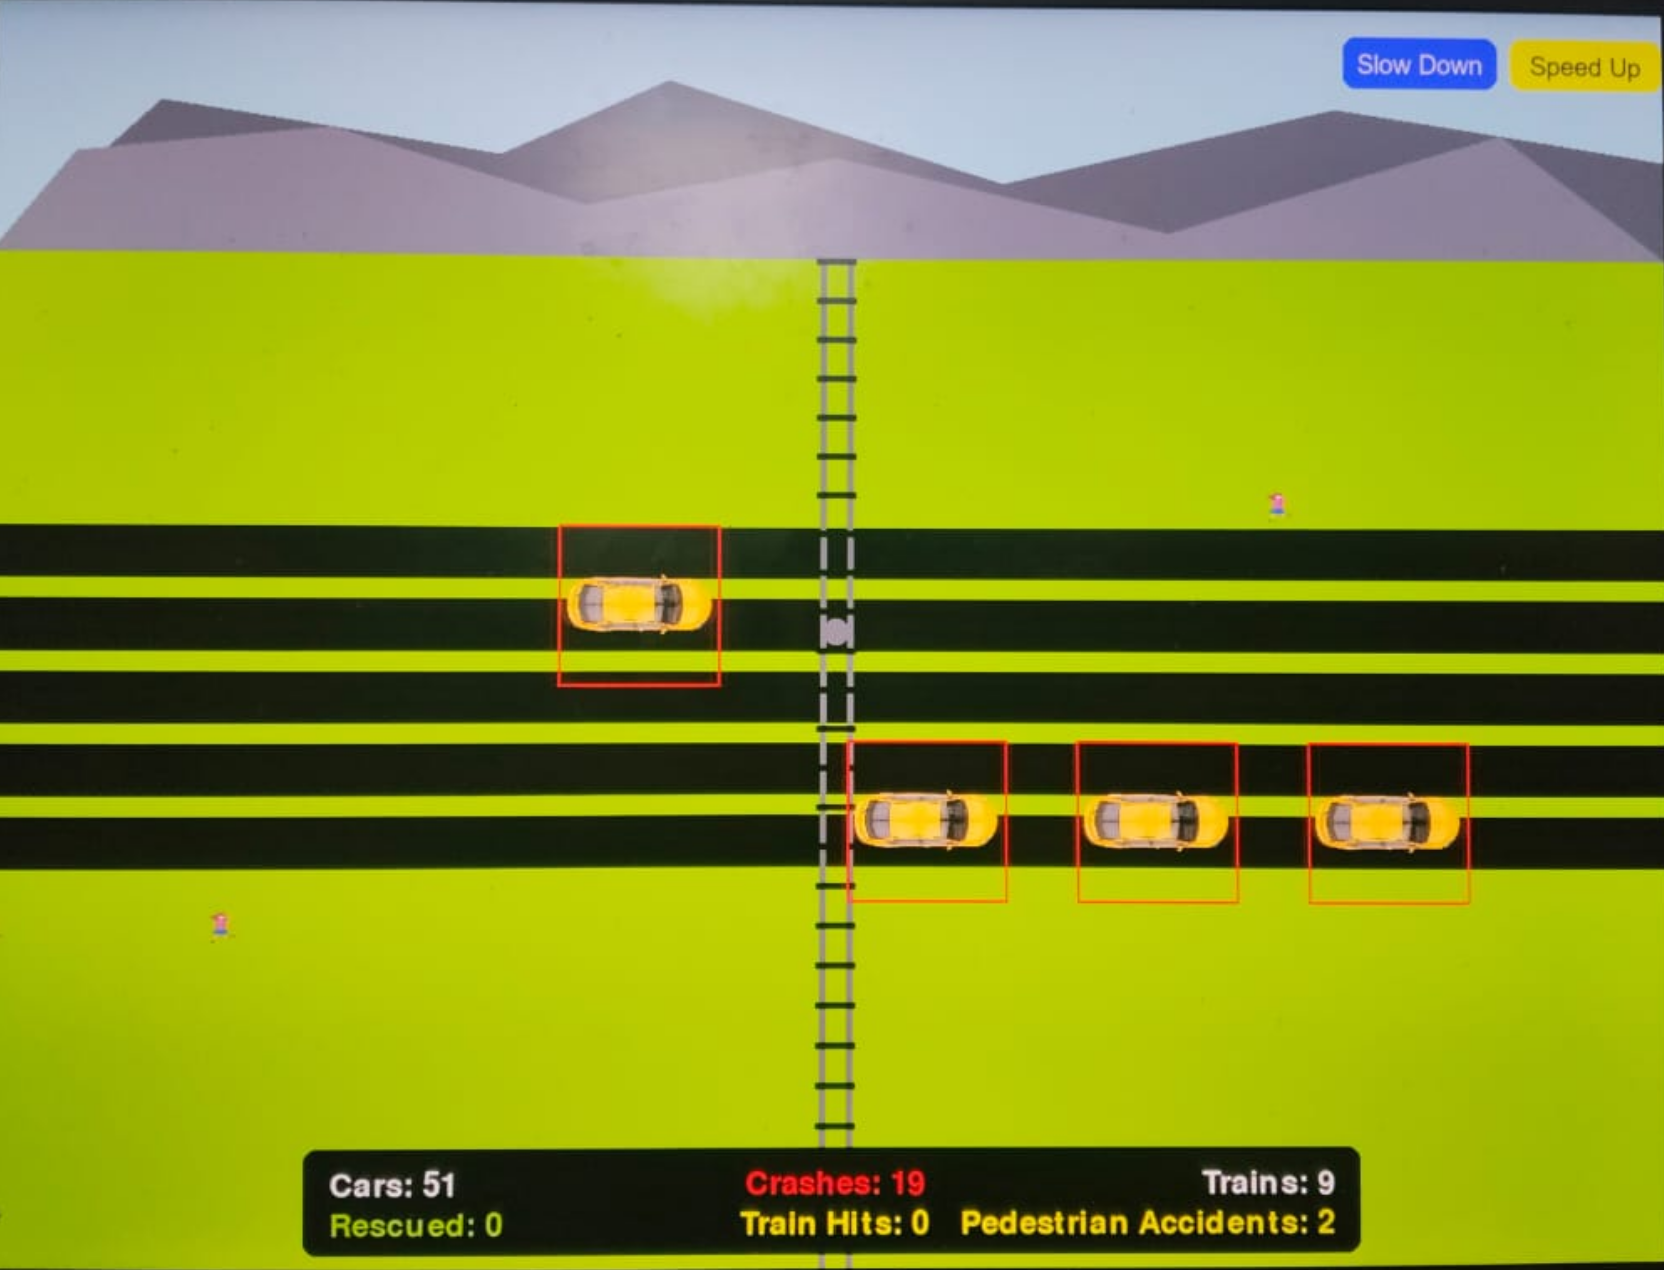 Slow Down
Speed Up
Cars: 51
Crashes: 19
Trains: 9
Rescued: 0
Train Hits: 0
Pedestrian Accidents: 2